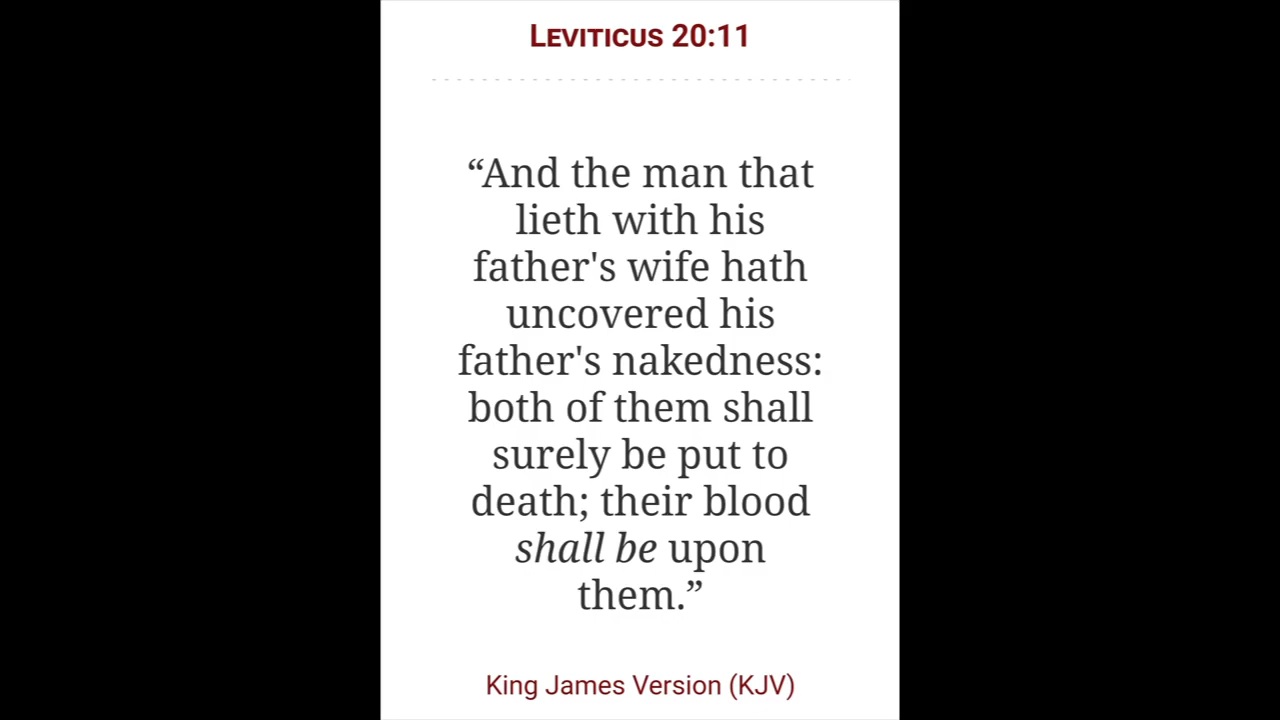 Leviticus 20:11
“And the man that
lieth with his
father's wife hath
uncovered his
father's nakedness:
both of them shall
surely be put to
death; their blood
shall be upon
them.”
King James Version (KJV)